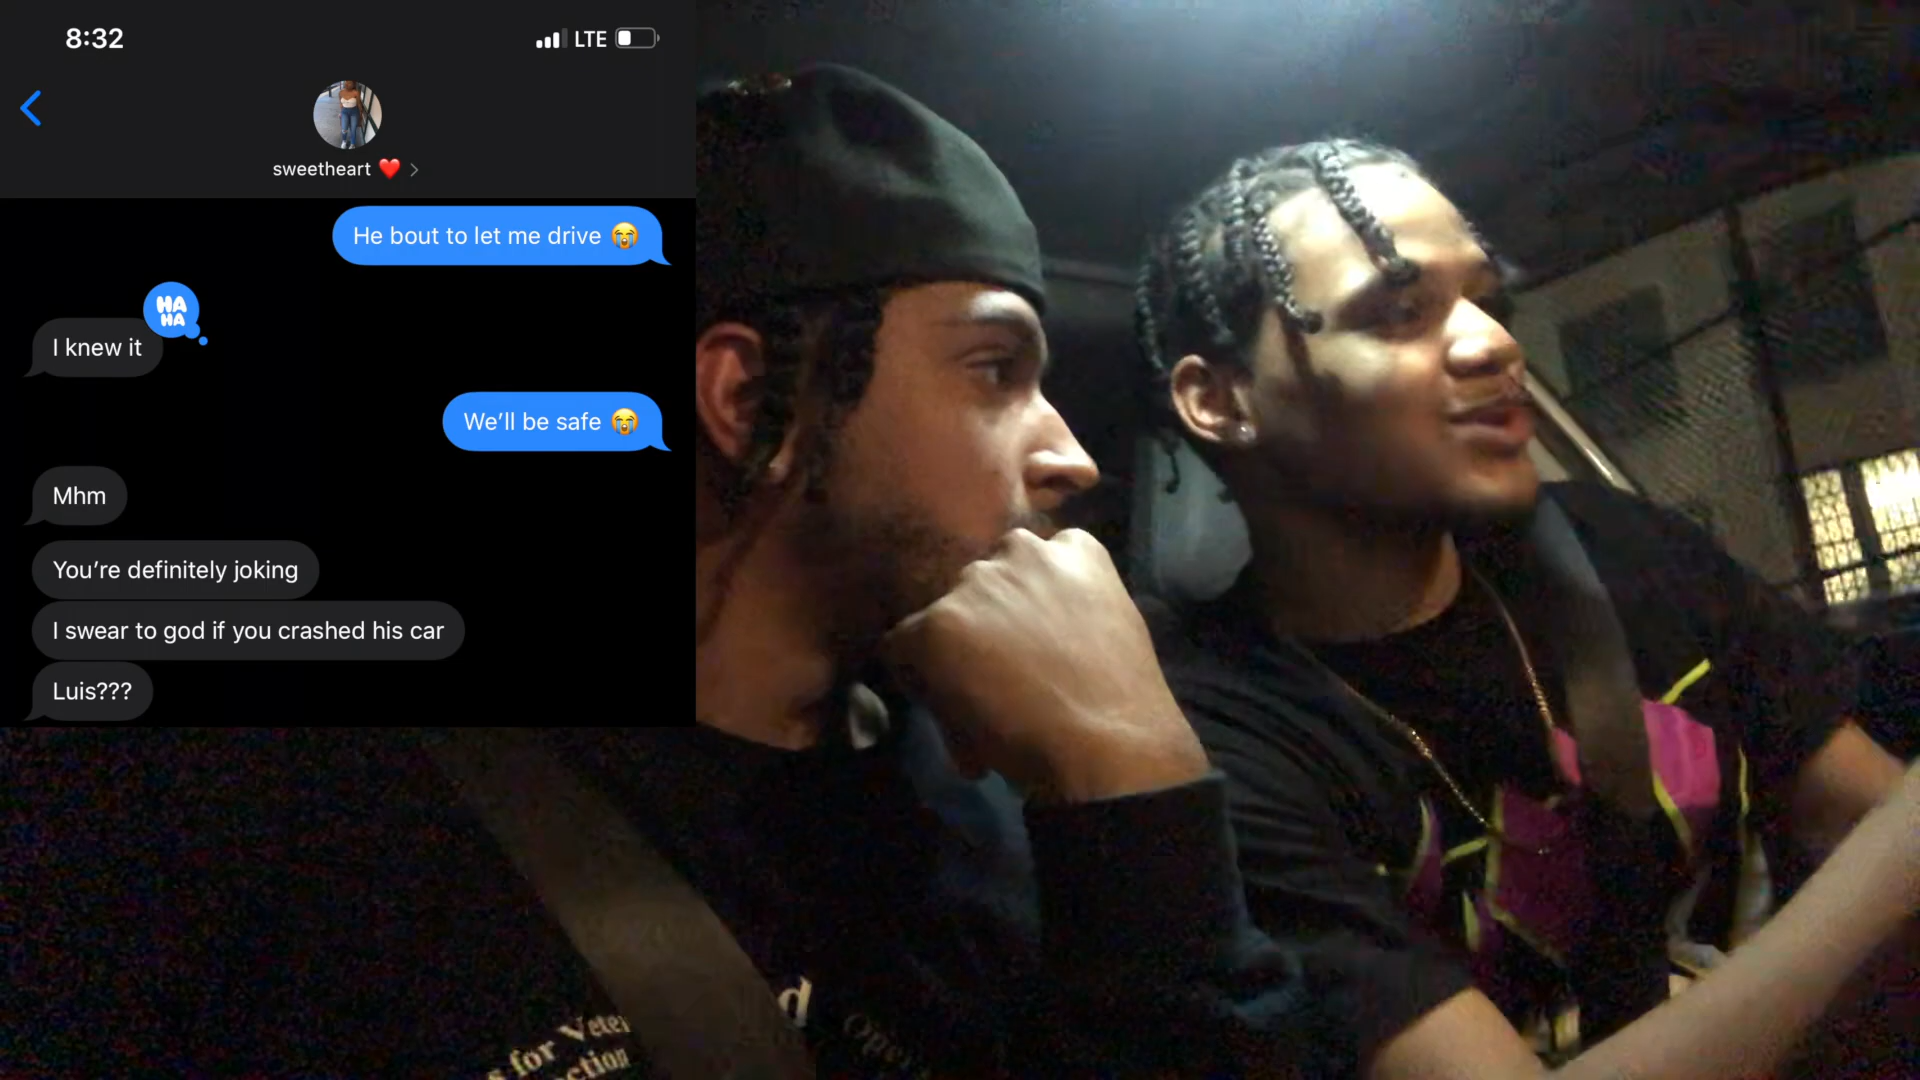 8:32
LTE
sweetheart ❤️
He bout to let me drive 😭
HA
HA
I knew it
We’ll be safe 😭
Mhm
You’re definitely joking
I swear to god if you crashed his car
Luis???
d
for